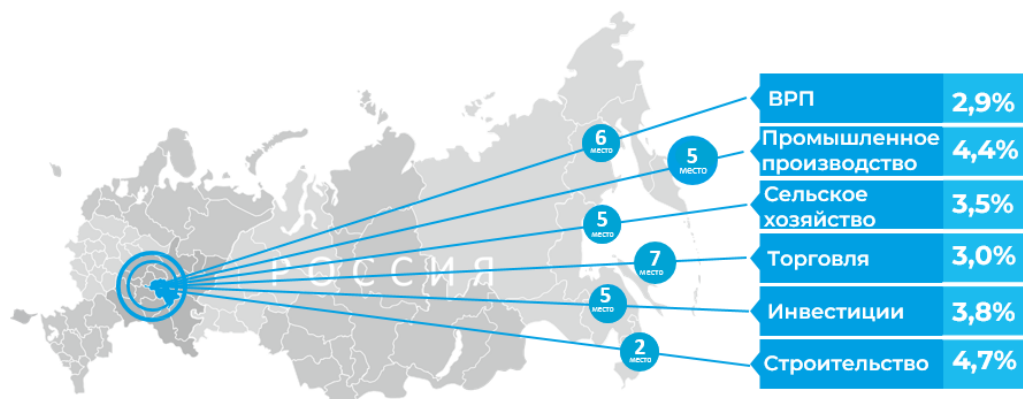 ВРП
2,9%
6
место
Промышленное
производство
4,4%
5
место
Сельское
хозяйство
3,5%
5
место
РОССИЯ
Торговля
3,0%
7
место
Инвестиции
3,8%
5
место
Строительство
4,7%
2
место